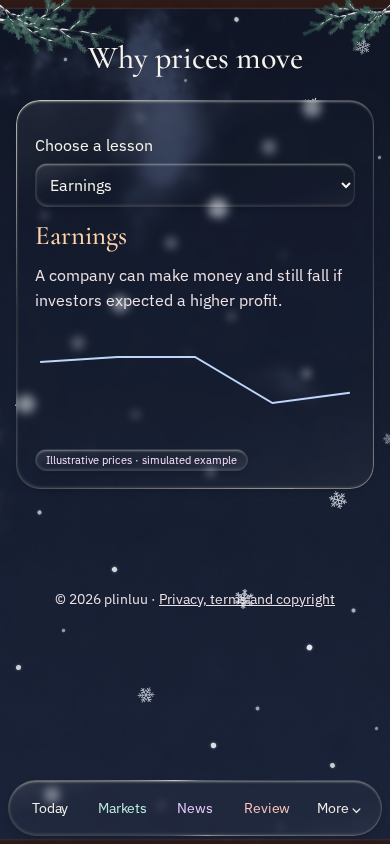 Why prices move
Choose a lesson
Earnings
Earnings
A company can make money and still fall if
investors expected a higher profit.
Illustrative prices · simulated example
© 2026 plinluu · Privacy, terms and copyright
Today Markets News Review More